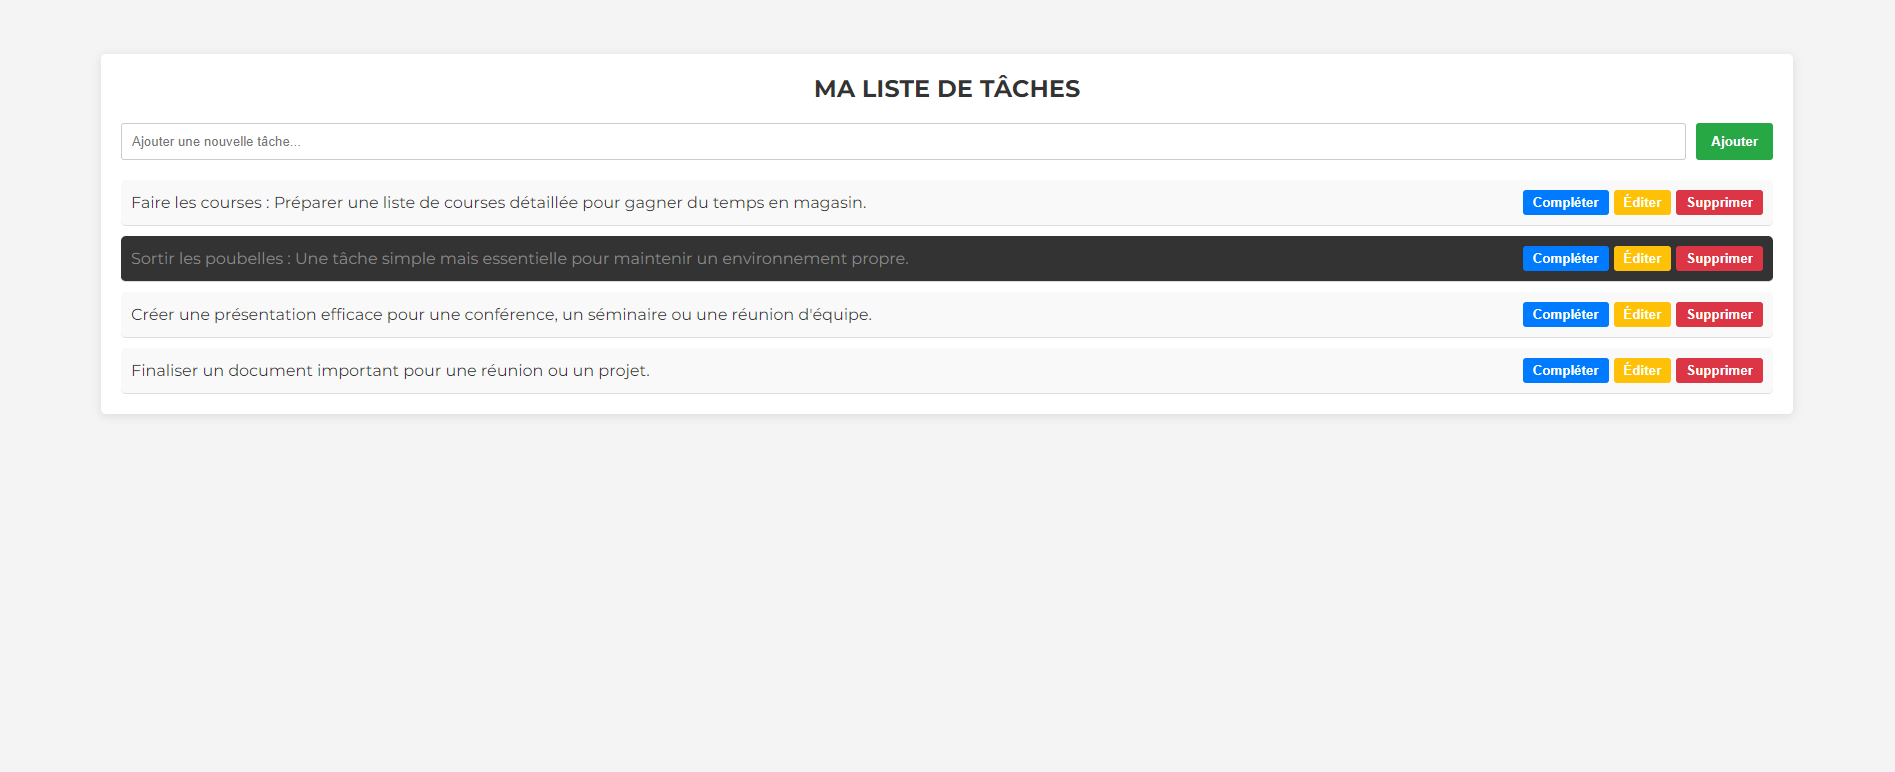 MA LISTE DE TÂCHES
Ajouter une nouvelle tâche...
Ajouter
Faire les courses : Préparer une liste de courses détaillée pour gagner du temps en magasin.
Compléter Éditer Supprimer
Sortir les poubelles : Une tâche simple mais essentielle pour maintenir un environnement propre.
Compléter Éditer Supprimer
Créer une présentation efficace pour une conférence, un séminaire ou une réunion d'équipe.
Compléter Éditer Supprimer
Finaliser un document important pour une réunion ou un projet.
Compléter Éditer Supprimer